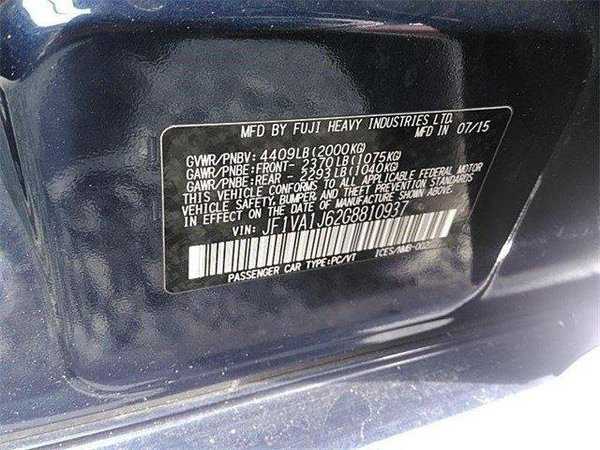 MFD BY FUJI HEAVY INDUSTRIES LTD.
MFD IN 07/15
GVWR/PNBV: 4409LB(2000KG)
GAWR/PNBE:FRONT- 2370LB(1075KG)
GAWR/PNBE:REAR - 2293LB(1040KG)
THIS VEHICLE CONFORMS TO ALL APPLICABLE FEDERAL MOTOR
VEHICLE SAFETY, BUMPER, AND THEFT PREVENTION STANDARDS
IN EFFECT ON THE DATE OF MANUFACTURE SHOWN ABOVE.
VIN: JF1VA1J62G8810937
PASSENGER CAR TYPE:PC/VT